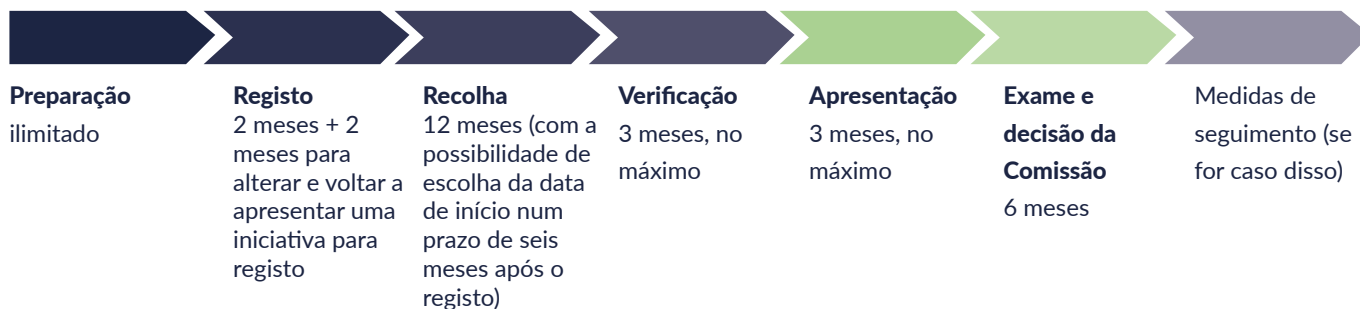 Preparação
ilimitado
Registo
2 meses + 2
meses para
alterar e voltar a
apresentar uma
iniciativa para
registo
Recolha
12 meses (com a
possibilidade de
escolha da data
de início num
prazo de seis
meses após o
registo)
Verificação
3 meses, no
máximo
Apresentação
3 meses, no
máximo
Exame e
decisão da
Comissão
6 meses
Medidas de
seguimento (se
for caso disso)